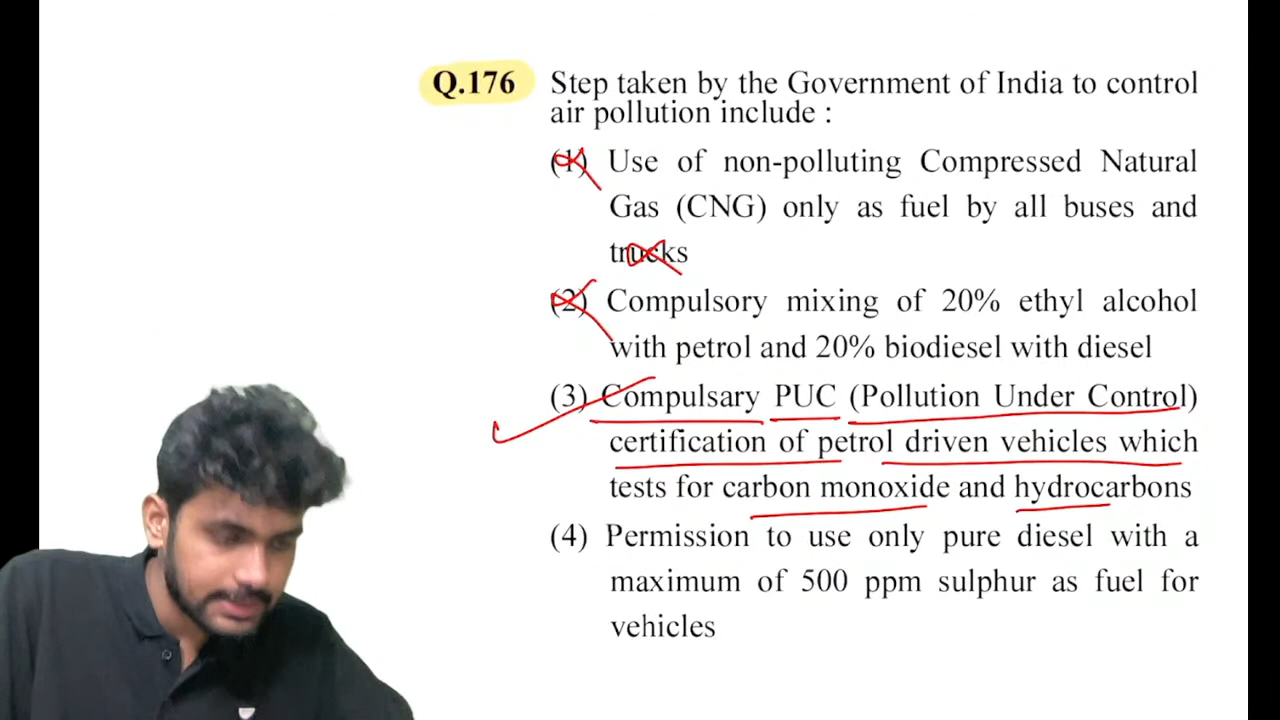 Q.176 Step taken by the Government of India to control
air pollution include :
(1) Use of non-polluting Compressed Natural
Gas (CNG) only as fuel by all buses and
trucks
(2) Compulsory mixing of 20% ethyl alcohol
with petrol and 20% biodiesel with diesel
(3) Compulsary PUC (Pollution Under Control)
certification of petrol driven vehicles which
tests for carbon monoxide and hydrocarbons
(4) Permission to use only pure diesel with a
maximum of 500 ppm sulphur as fuel for
vehicles